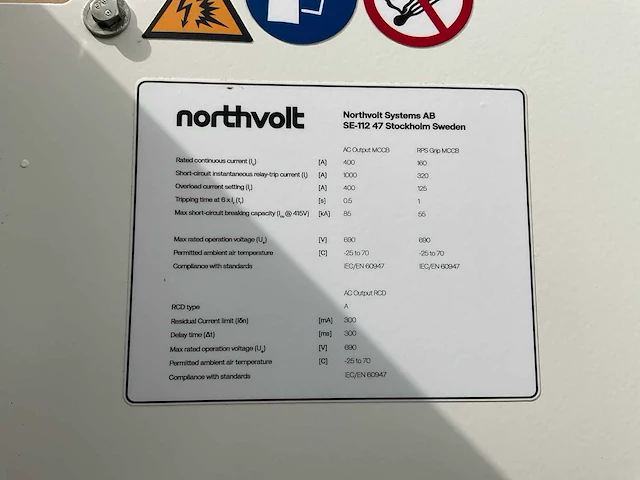 northvolt
Northvolt Systems AB
SE-112 47 Stockholm Sweden
AC Output MCCB RPS Grip MCCB
Rated continuous current (Iₙ) [A] 400 160
Short-circuit instantaneous relay-trip current (Iᵢ) [A] 1000 320
Overload current setting (Iᵣ) [A] 400 125
Tripping time at 6 x Iᵣ (tᵣ) [s] 0.5 1
Max short-circuit breaking capacity (@ 415V) [kA] 85 55
Max rated operation voltage (Uₑ) [V] 690 690
Permitted ambient air temperature [C] -25 to 70 -25 to 70
Compliance with standards IEC/EN 60947 IEC/EN 60947
AC Output RCD
RCD type A
Residual Current limit (IΔn) [mA] 300
Delay time (Δt) [ms] 300
Max rated operation voltage (Uₑ) [V] 690
Permitted ambient air temperature [C] -25 to 70
Compliance with standards IEC/EN 60947